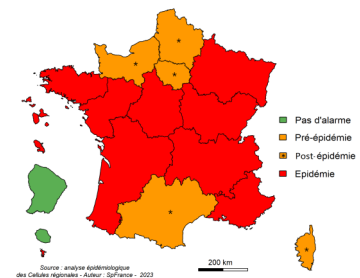 Pas d'alarme
Pré-épidémie
Post-épidémie
Epidémie
200 km
Source : analyse épidémiologique
des Cellules régionales - Auteur : SpFrance - 2023